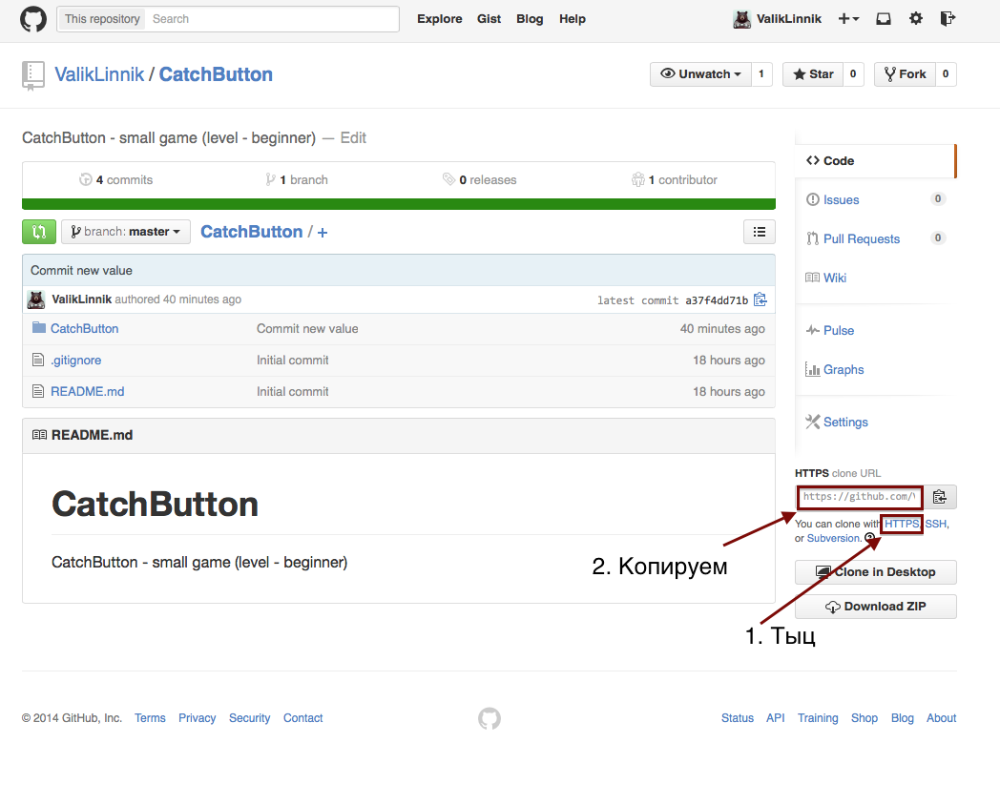 This repository Search Explore Gist Blog Help ValikLinnik
ValikLinnik / CatchButton Unwatch 1 Star 0 Fork 0
CatchButton - small game (level - beginner) — Edit
4 commits 1 branch 0 releases 1 contributor
branch: master CatchButton / +
Commit new value
ValikLinnik authored 40 minutes ago latest commit a37f4dd71b
CatchButton Commit new value 40 minutes ago
.gitignore Initial commit 18 hours ago
README.md Initial commit 18 hours ago
README.md
CatchButton
CatchButton - small game (level - beginner)
Code
Issues 0
Pull Requests 0
Wiki
Pulse
Graphs
Settings
HTTPS clone URL
https://github.com/
You can clone with HTTPS, SSH,
or Subversion.
2. Копируем
Clone in Desktop
Download ZIP
1. Тыц
© 2014 GitHub, Inc. Terms Privacy Security Contact Status API Training Shop Blog About